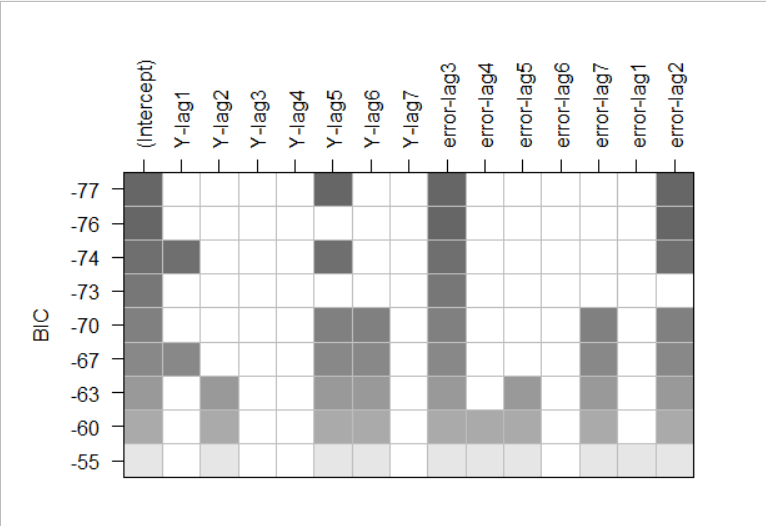 (Intercept)
Y-lag1
Y-lag2
Y-lag3
Y-lag4
Y-lag5
Y-lag6
Y-lag7
error-lag3
error-lag4
error-lag5
error-lag6
error-lag7
error-lag1
error-lag2
BIC
-77
-76
-74
-73
-70
-67
-63
-60
-55